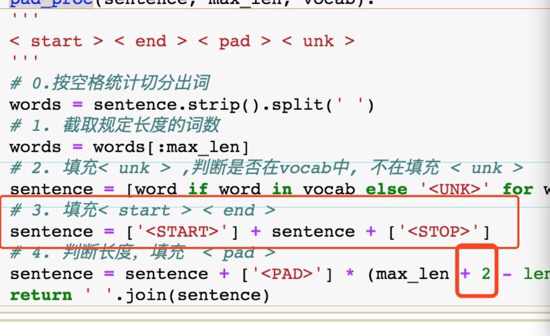 pad_proc(sentence, max_len, vocab):
'''
< start > < end > < pad > < unk >
'''
# 0.按空格统计切分出词
words = sentence.strip().split(' ')
# 1. 截取规定长度的词数
words = words[:max_len]
# 2. 填充< unk > ,判断是否在vocab中, 不在填充 < unk >
sentence = [word if word in vocab else '<UNK>' for w
# 3. 填充< start > < end >
sentence = ['<START>'] + sentence + ['<STOP>']
# 4. 判断长度，填充 < pad >
sentence = sentence + ['<PAD>'] * (max_len + 2 - len
return ' '.join(sentence)